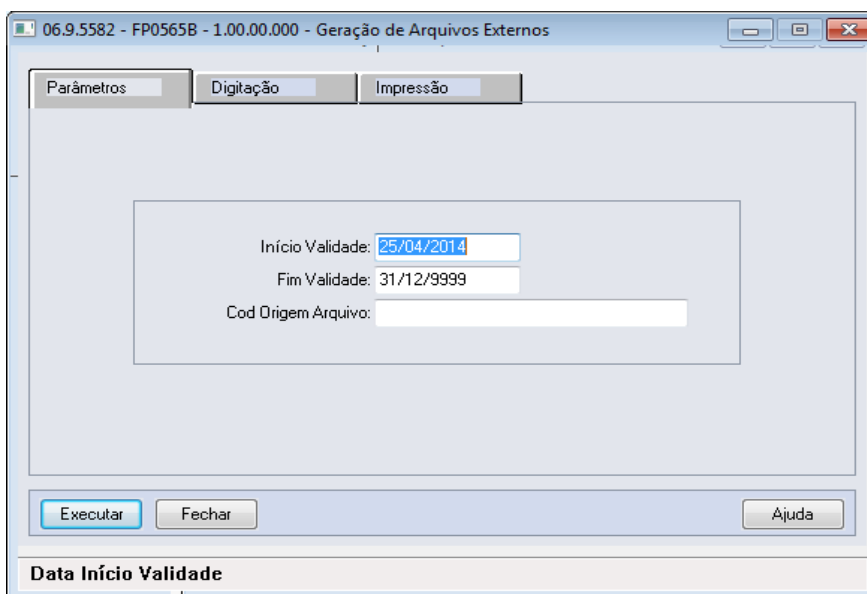 06.9.5582 - FP0565B - 1.00.00.000 - Geração de Arquivos Externos
Parâmetros Digitação Impressão
Início Validade: 25/04/2014
Fim Validade: 31/12/9999
Cod Origem Arquivo:
Executar Fechar Ajuda
Data Início Validade